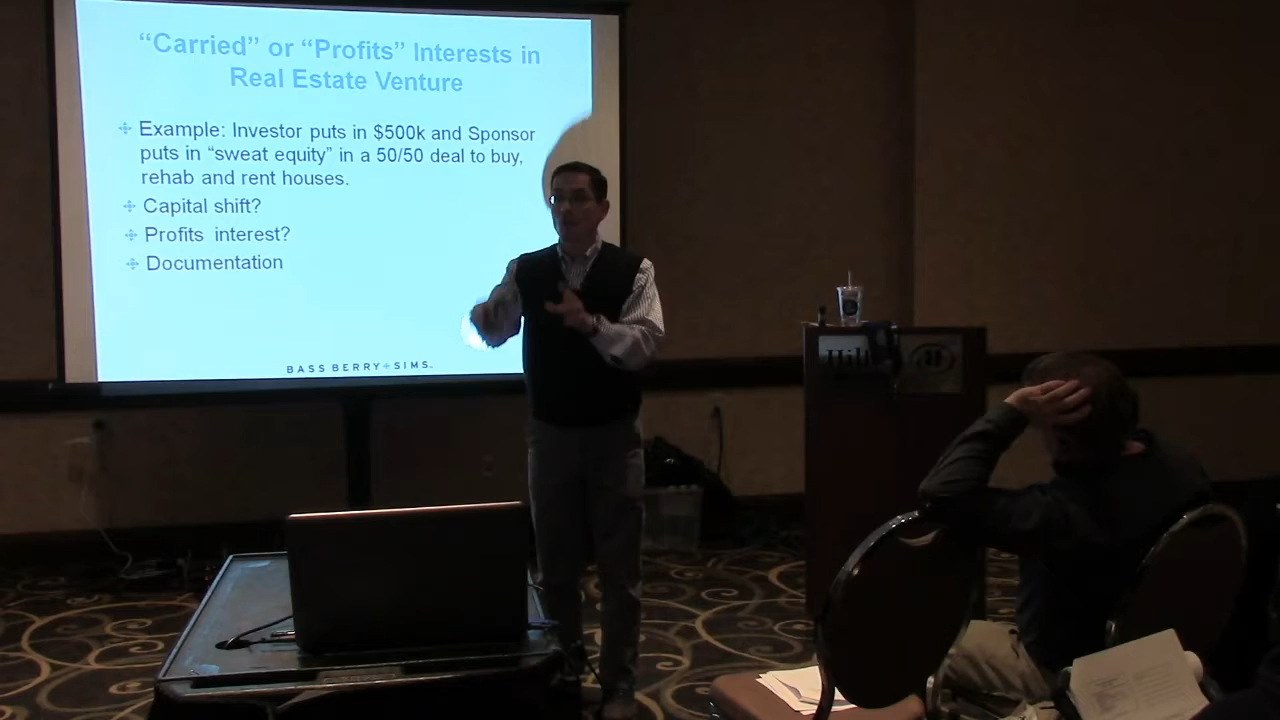 “Carried” or “Profits” Interests in
Real Estate Venture
Example: Investor puts in $500k and Sponsor
puts in “sweat equity” in a 50/50 deal to buy,
rehab and rent houses.
Capital shift?
Profits interest?
Documentation
BASS BERRY + SIMS.